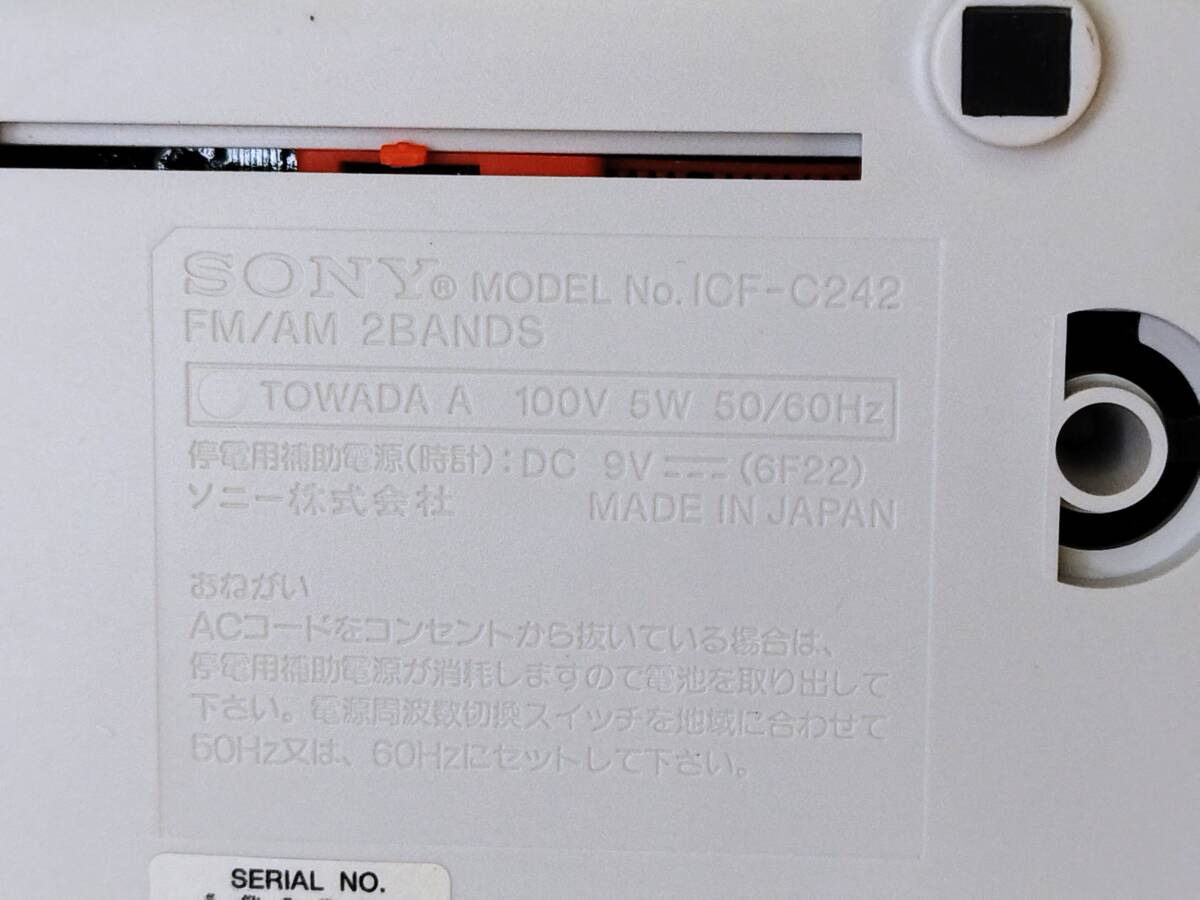 SONY® MODEL No. ICF-C242
FM/AM 2BANDS
TOWADA A 100V 5W 50/60Hz
停電用補助電源(時計):DC 9V ⎓ (6F22)
ソニー株式会社 MADE IN JAPAN
おねがい
ACコードをコンセントから抜いている場合は、
停電用補助電源が消耗しますので電池を取り出して
下さい。電源周波数切換スイッチを地域に合わせて
50Hz又は、60Hzにセットして下さい。
SERIAL NO.